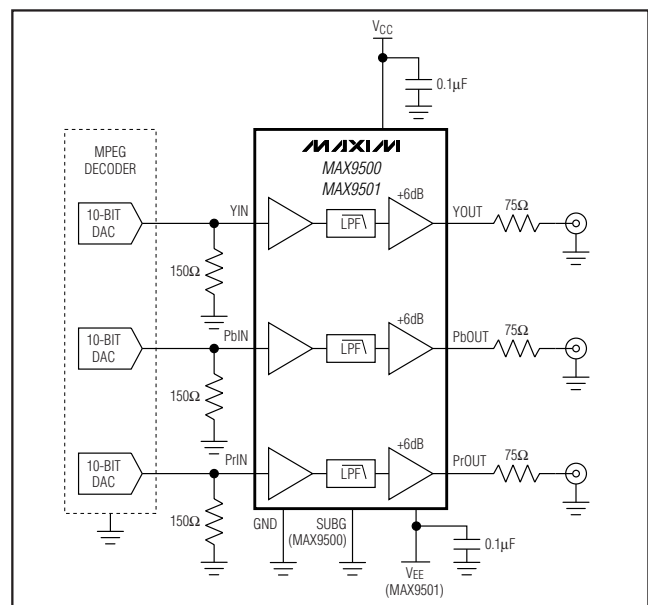 VCC
0.1µF
MAXIM
MAX9500
MAX9501
MPEG
DECODER
10-BIT
DAC
YIN
LPF
+6dB
YOUT
75Ω
150Ω
10-BIT
DAC
PbIN
LPF
+6dB
PbOUT
75Ω
150Ω
10-BIT
DAC
PrIN
LPF
+6dB
PrOUT
75Ω
150Ω
GND
SUBG
(MAX9500)
0.1µF
VEE
(MAX9501)